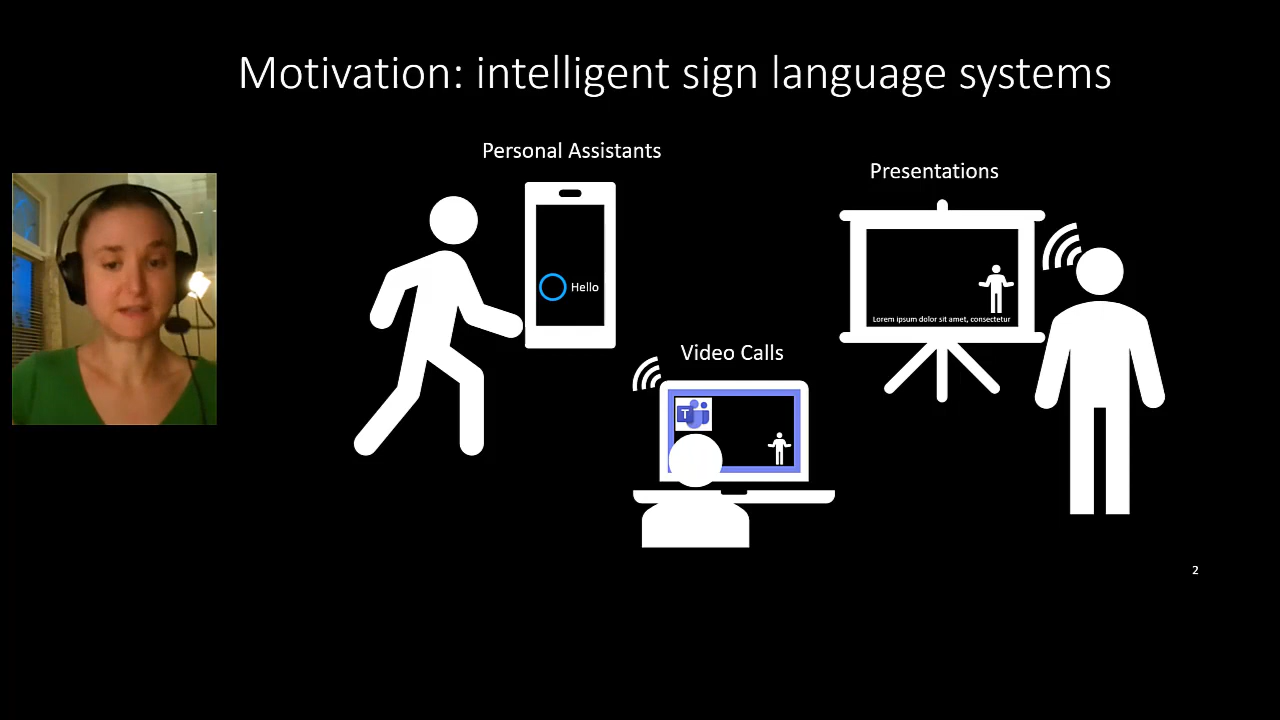 Motivation: intelligent sign language systems
Personal Assistants
Presentations
Hello
Lorem ipsum dolor sit amet, consectetur
Video Calls
T
2